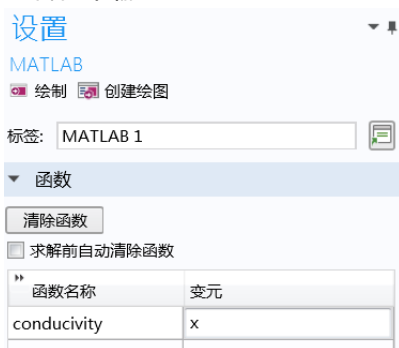 设置
MATLAB
绘制 创建绘图
标签: MATLAB 1
函数
清除函数
求解前自动清除函数
函数名称 变元
conducivity x